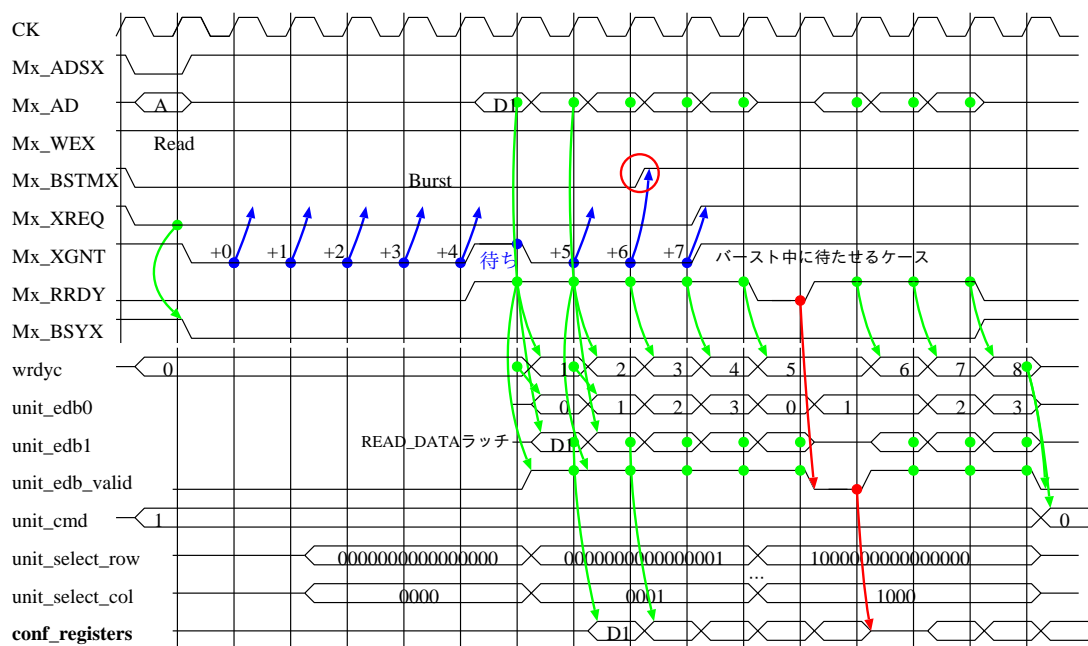 CK
Mx_ADSX
Mx_AD A D1
Mx_WEX Read
Mx_BSTMX Burst
Mx_XREQ
Mx_XGNT +0 +1 +2 +3 +4 待ち +5 +6 +7 バースト中に待たせるケース
Mx_RRDY
Mx_BSYX
wrdyc 0 1 2 3 4 5 6 7 8
unit_edb0 0 1 2 3 0 1 2 3
unit_edb1 READ_DATAラッチ D1
unit_edb_valid
unit_cmd 1 0
unit_select_row 0000000000000000 0000000000000001 1000000000000000
...
unit_select_col 0000 0001 1000
conf_registers D1